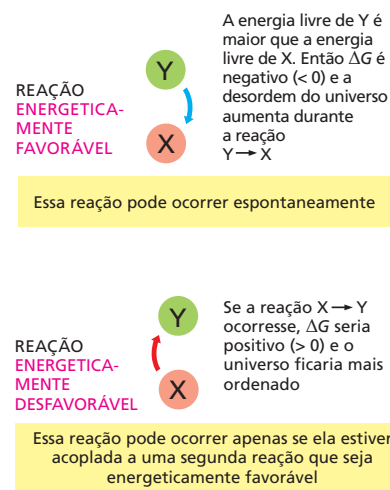 A energia livre de Y é
maior que a energia
livre de X. Então ΔG é
negativo (< 0) e a
desordem do universo
aumenta durante
a reação
Y → X
Y
X
REAÇÃO
ENERGETICA-
MENTE
FAVORÁVEL
Essa reação pode ocorrer espontaneamente
Y
X
REAÇÃO
ENERGETICA-
MENTE
DESFAVORÁVEL
Se a reação X → Y
ocorresse, ΔG seria
positivo (> 0) e o
universo ficaria mais
ordenado
Essa reação pode ocorrer apenas se ela estiver
acoplada a uma segunda reação que seja
energeticamente favorável